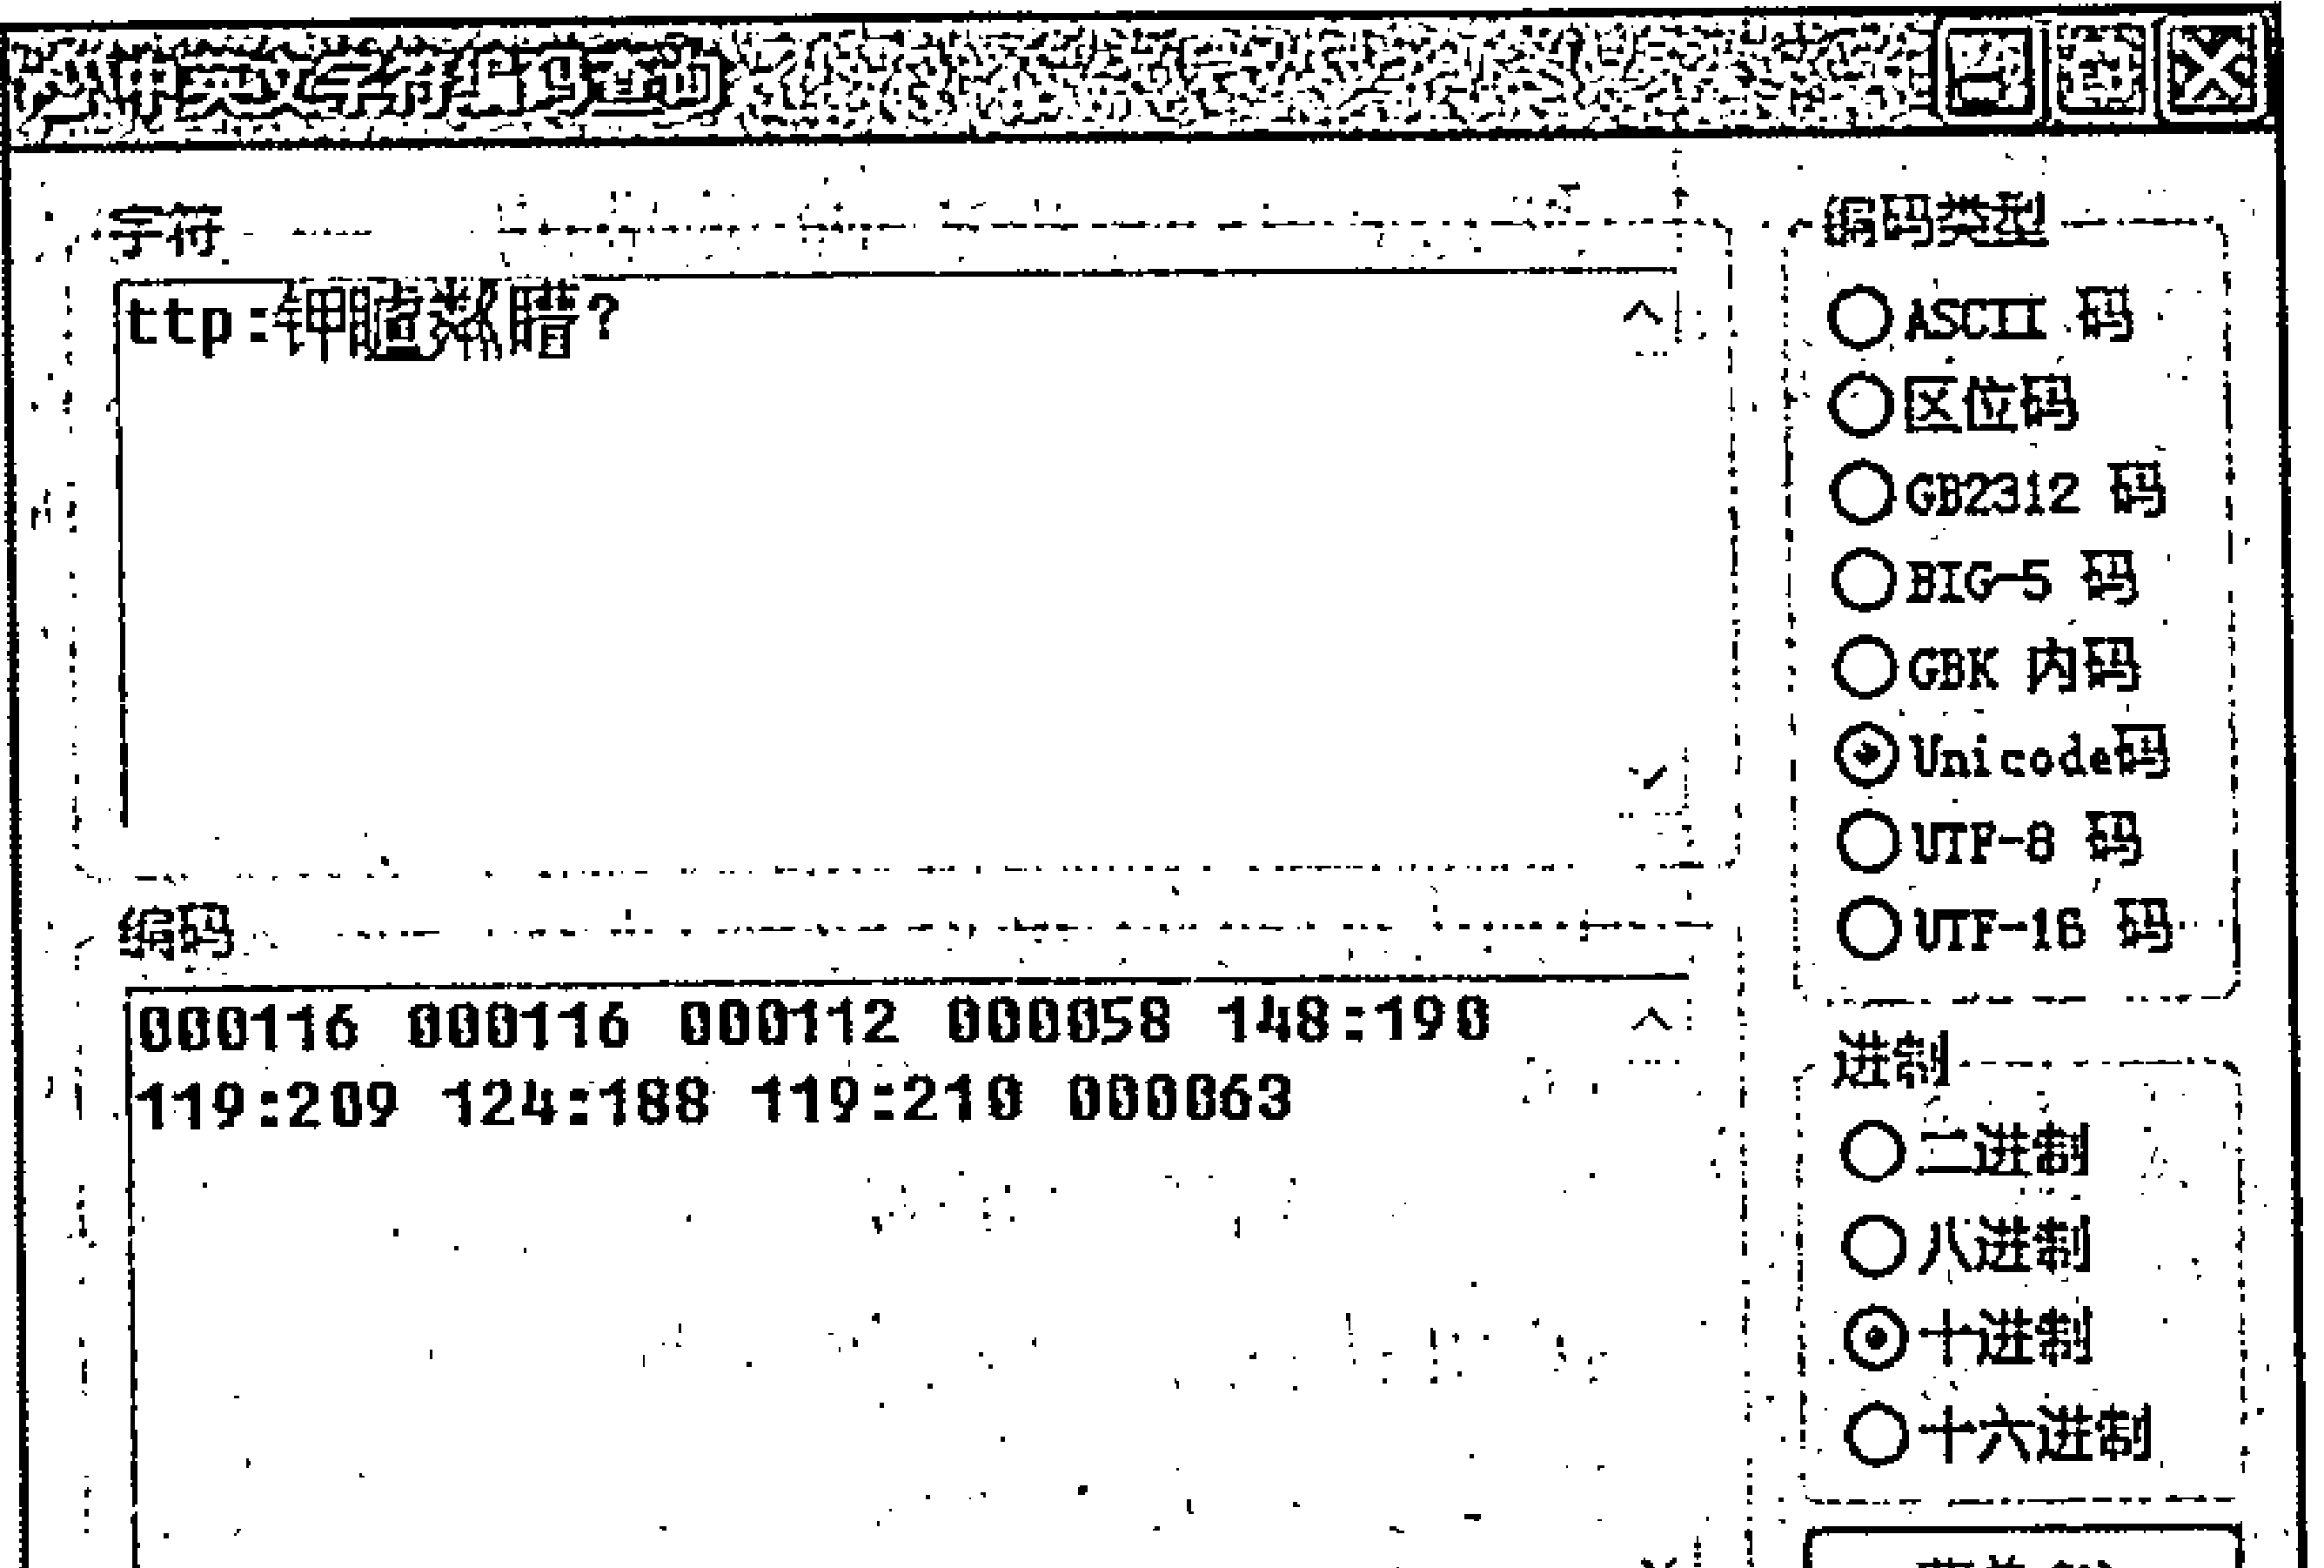 中英文字符编码查询
字符
ttp:钾矑粼矒?
编码类型
ASCII 码
区位码
GB2312 码
BIG-5 码
GBK 内码
Unicode码
UTF-8 码
UTF-16 码
编码
000116 000116 000112 000058 148:190
119:209 124:188 119:210 000063
进制
二进制
八进制
十进制
十六进制